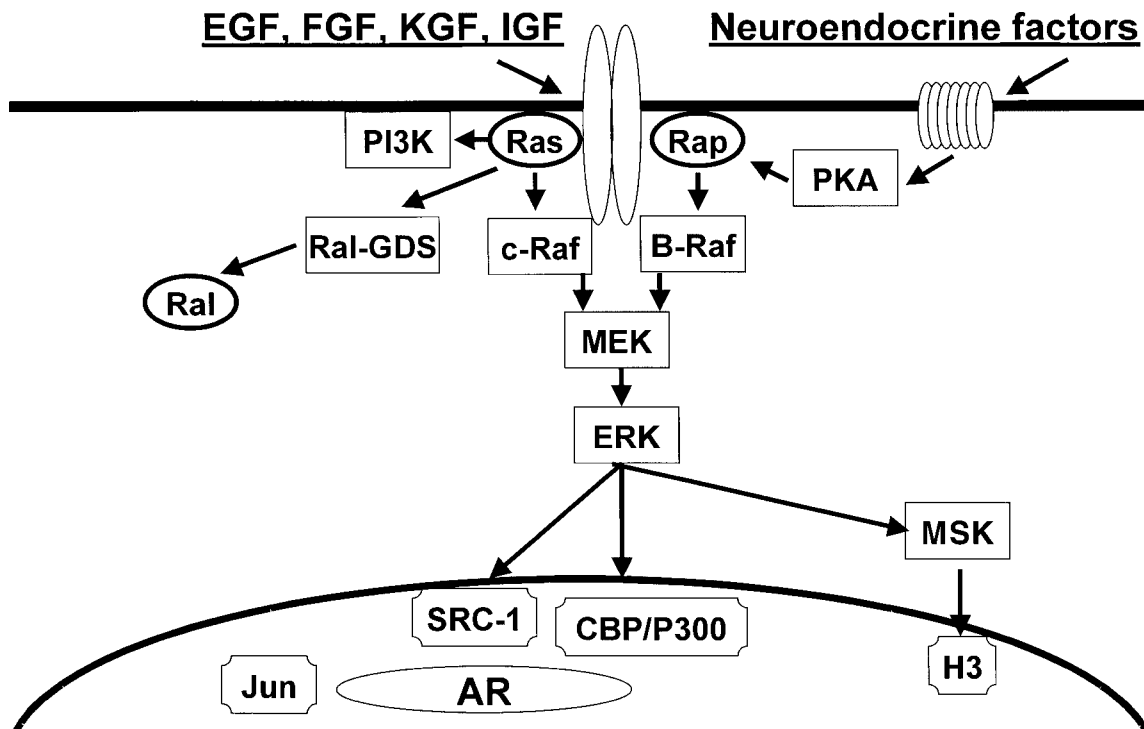 EGF, FGF, KGF, IGF
Neuroendocrine factors
PI3K
Ras
Rap
PKA
Ral-GDS
c-Raf
B-Raf
Ral
MEK
ERK
MSK
SRC-1
CBP/P300
H3
Jun
AR